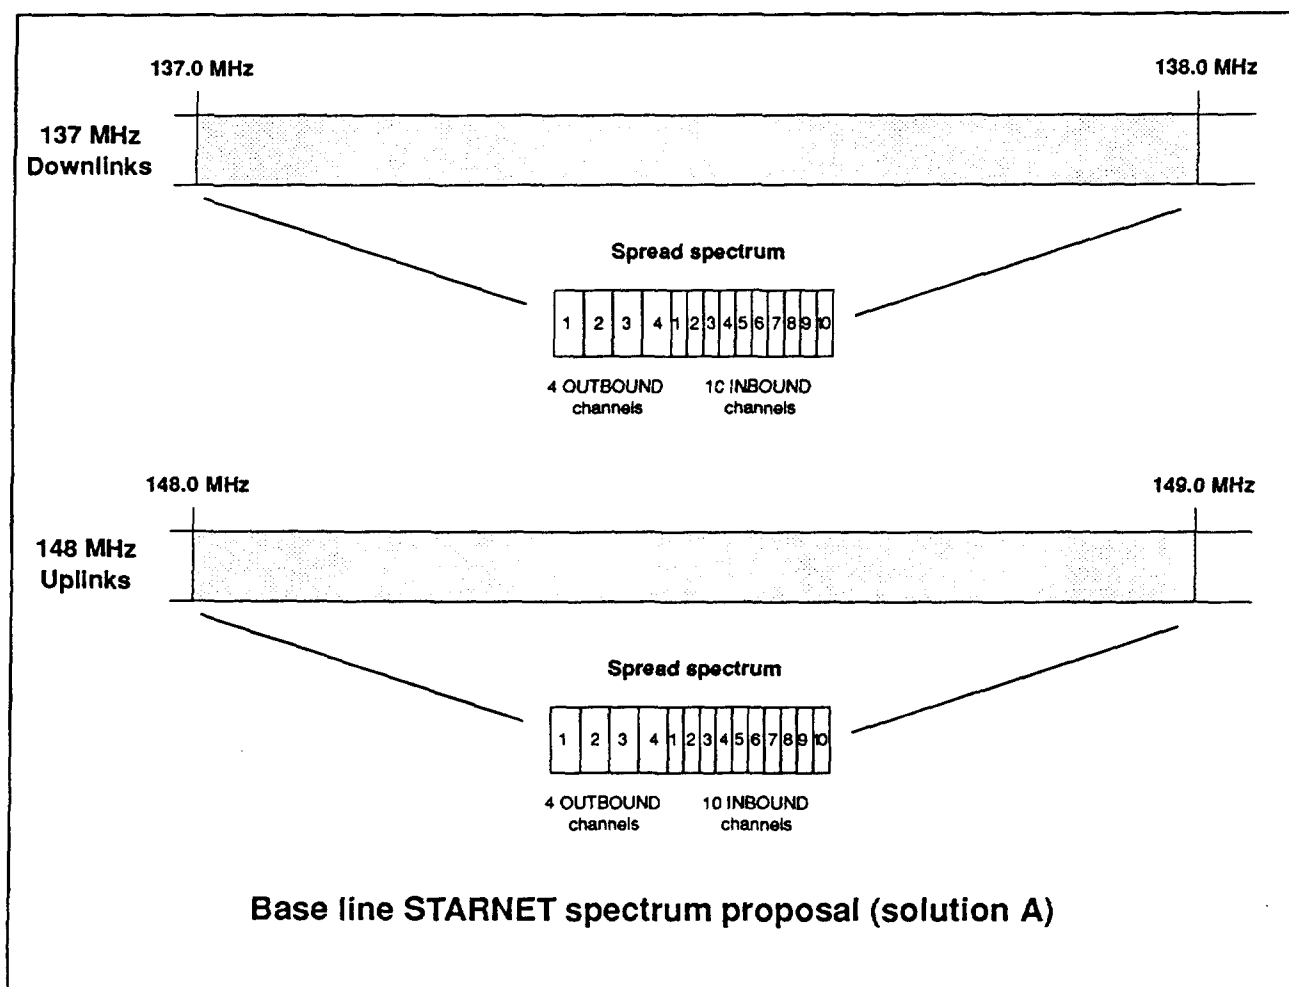 137.0 MHz
138.0 MHz
137 MHz
Downlinks
Spread spectrum
1 2 3 4 1 2 3 4 5 6 7 8 9 10
4 OUTBOUND
channels
10 INBOUND
channels
148.0 MHz
149.0 MHz
148 MHz
Uplinks
Spread spectrum
1 2 3 4 1 2 3 4 5 6 7 8 9 10
4 OUTBOUND
channels
10 INBOUND
channels
Base line STARNET spectrum proposal (solution A)